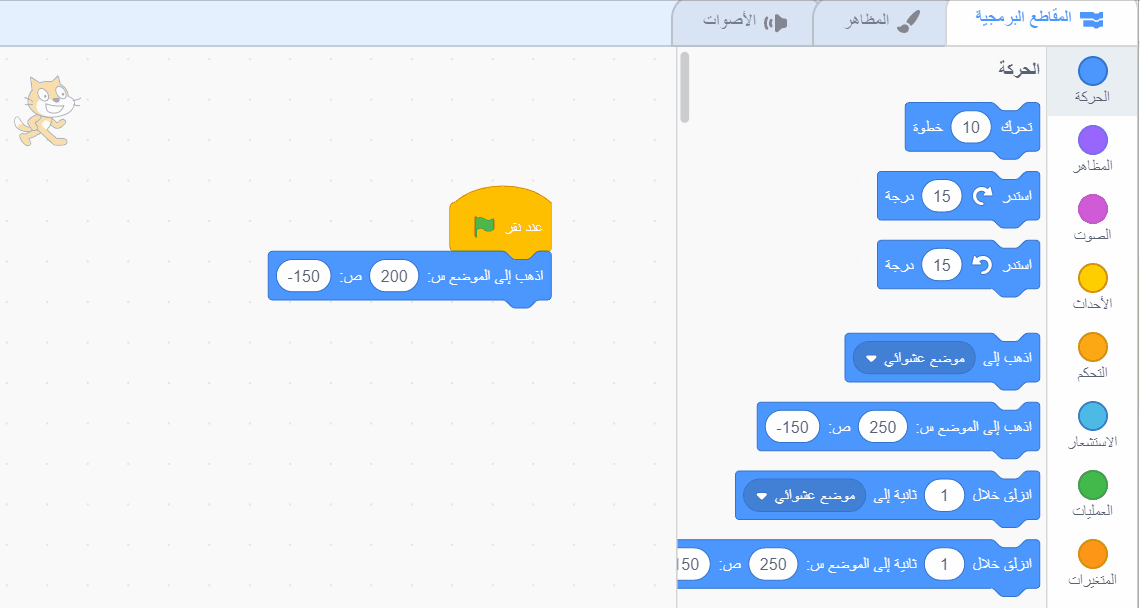 المقاطع البرمجية
المظاهر
الأصوات
الحركة
المظاهر
الصوت
الأحداث
التحكم
الاستشعار
العمليات
المتغيرات
الحركة
تحرك 10 خطوة
استدر 15 درجة
استدر 15 درجة
اذهب إلى موضع عشوائي
اذهب إلى الموضع س: 250 ص: -150
انزلق خلال 1 ثانية إلى موضع عشوائي
انزلق خلال 1 ثانية إلى الموضع س: 250 ص: 150
عند نقر
اذهب إلى الموضع س: 200 ص: -150